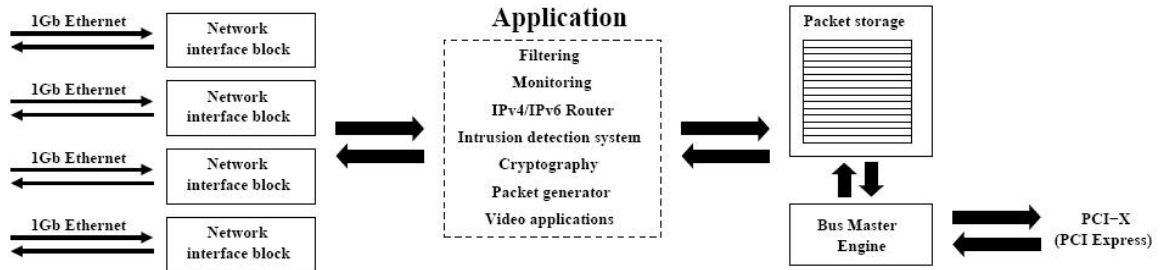 1Gb Ethernet
Network
interface block
1Gb Ethernet
Network
interface block
1Gb Ethernet
Network
interface block
1Gb Ethernet
Network
interface block
Application
Filtering
Monitoring
IPv4/IPv6 Router
Intrusion detection system
Cryptography
Packet generator
Video applications
Packet storage
Bus Master
Engine
PCI-X
(PCI Express)